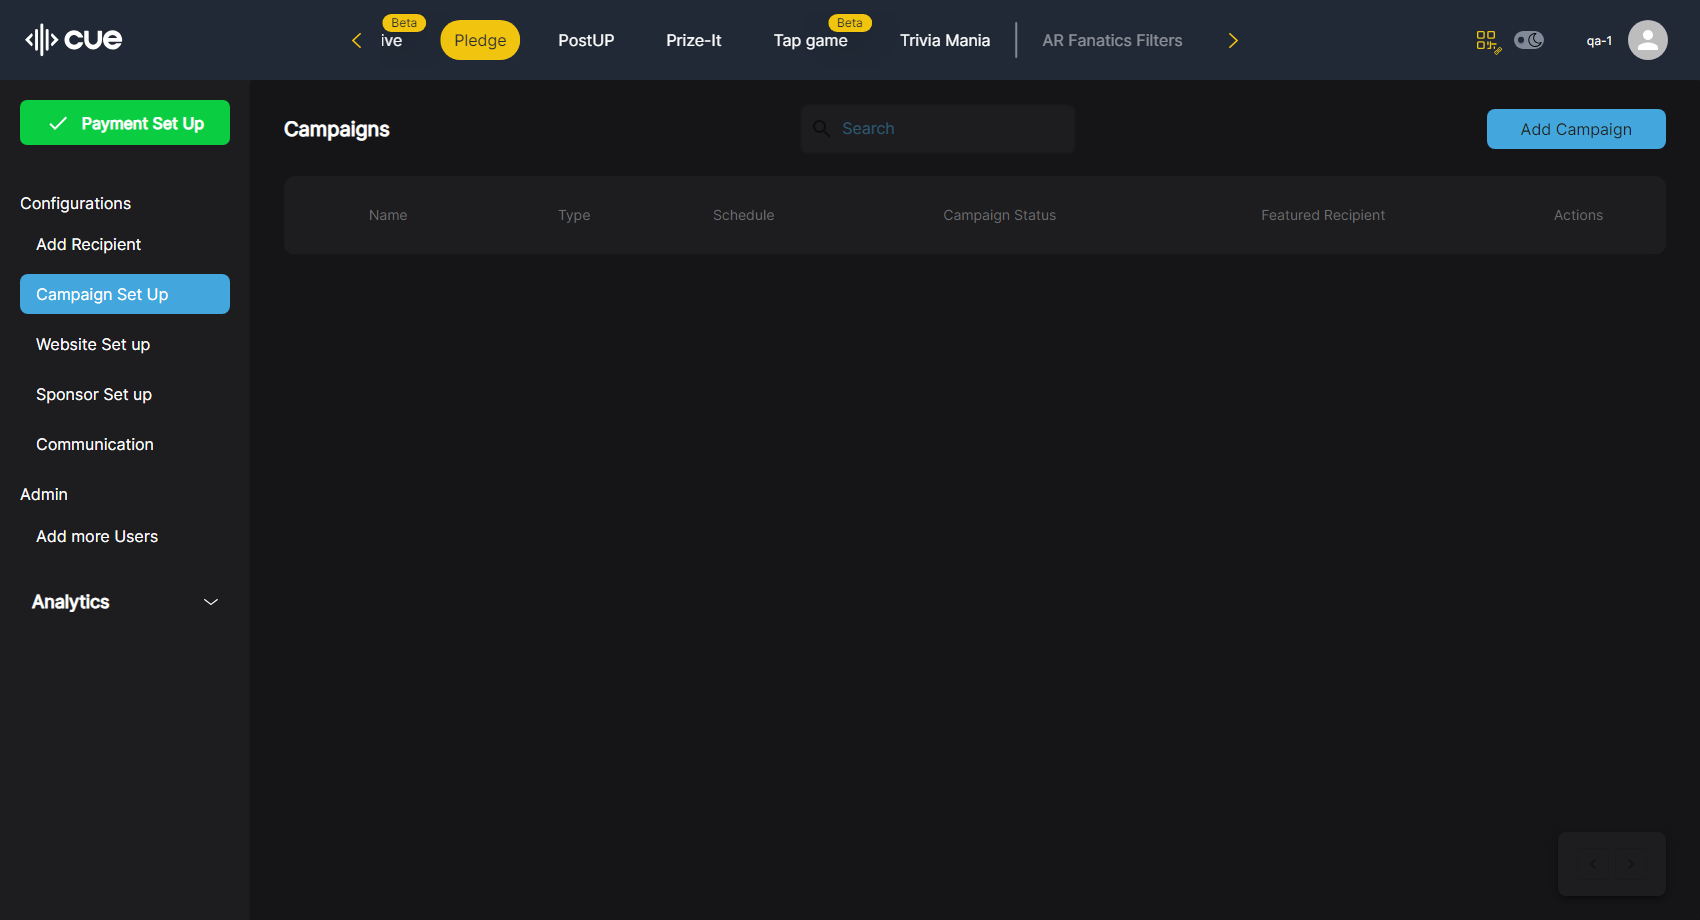 cue
Beta
ive
Pledge
PostUP
Prize-It
Beta
Tap game
Trivia Mania
AR Fanatics Filters
qa-1
Payment Set Up
Configurations
Add Recipient
Campaign Set Up
Website Set up
Sponsor Set up
Communication
Admin
Add more Users
Analytics
Campaigns
Search
Add Campaign
Name
Type
Schedule
Campaign Status
Featured Recipient
Actions